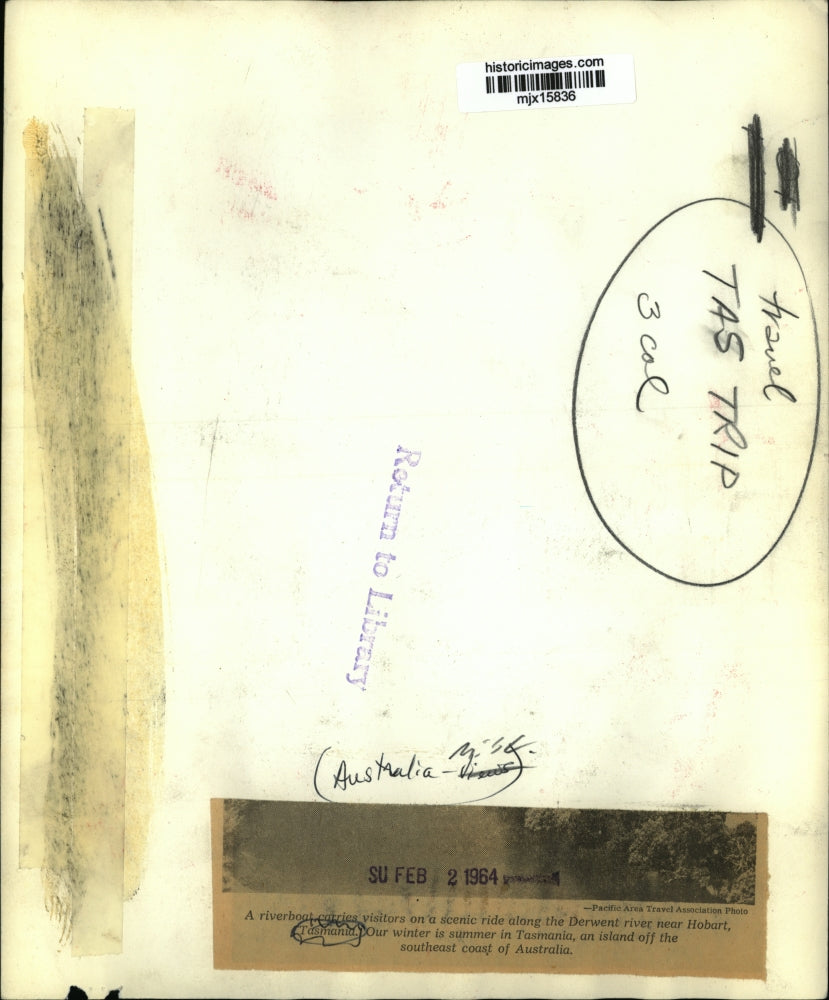 historicimages.com
mjx15836
travel
TAS TRIP
3 col
Return to Library
Misc.
(Australia - Views)
SU FEB 2 1964
—Pacific Area Travel Association Photo
A riverboat carries visitors on a scenic ride along the Derwent river near Hobart,
Tasmania. Our winter is summer in Tasmania, an island off the
southeast coast of Australia.